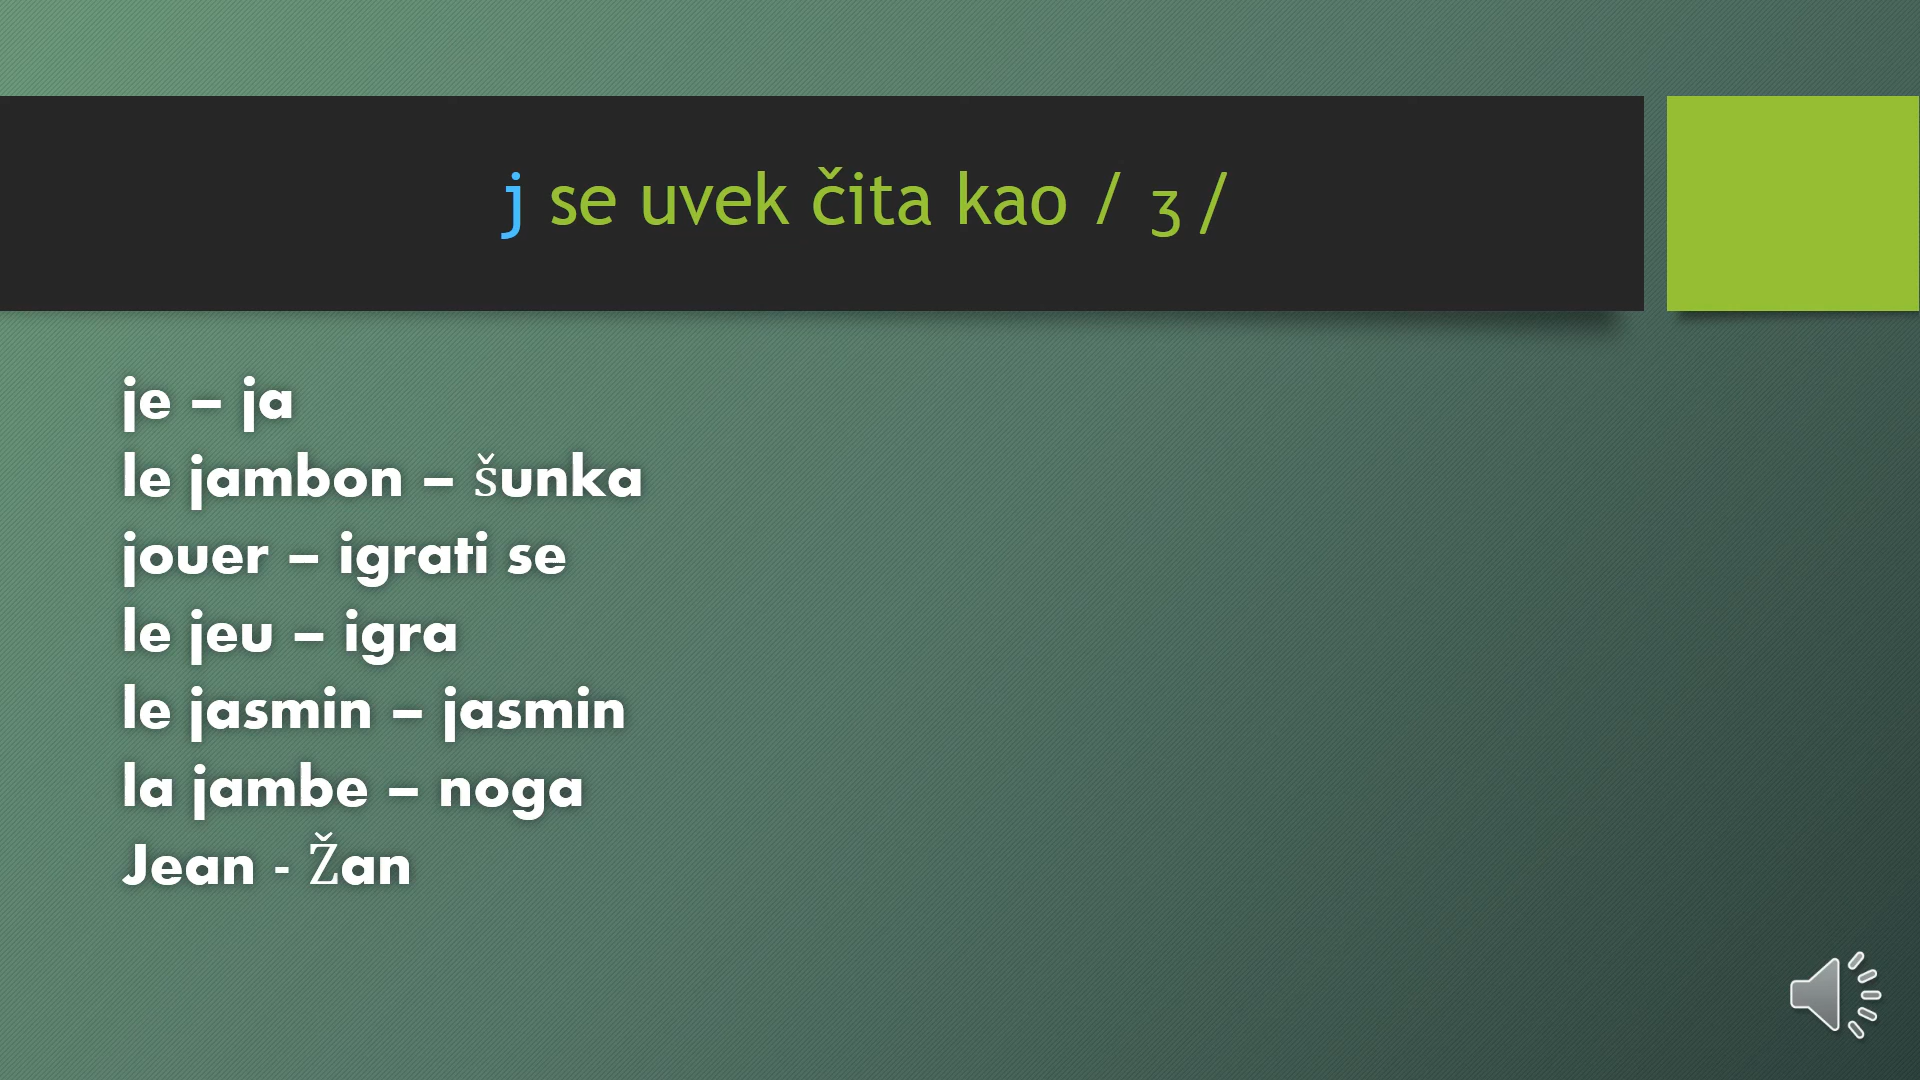 j se uvek čita kao / ʒ /
je – ja
le jambon – šunka
jouer – igrati se
le jeu – igra
le jasmin – jasmin
la jambe – noga
Jean - Žan